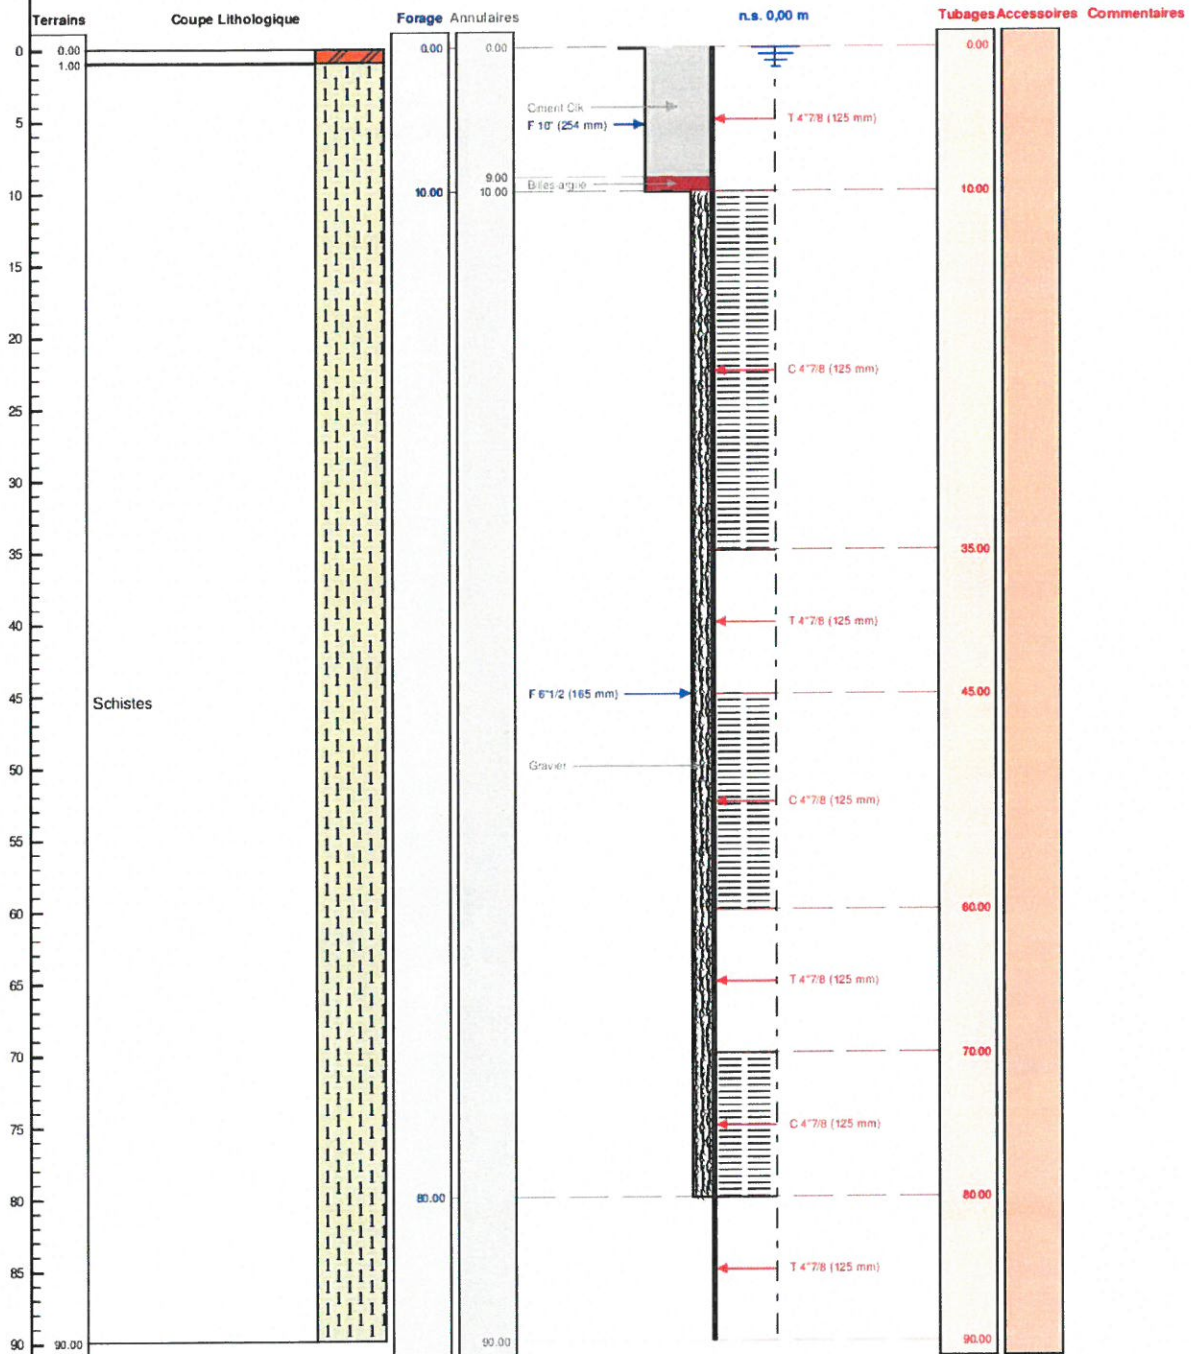 Terrains Coupe Lithologique Forage Annulaires n.s. 0,00 m Tubages Accessoires Commentaires
0 0.00 0.00 0.00 0.00
1.00
Ciment Clk
5 F 10" (254 mm) T 4"7/8 (125 mm)
9.00
Billes argile
10 10.00 10.00 10.00
15
20
C 4"7/8 (125 mm)
25
30
35 35.00
40 T 4"7/8 (125 mm)
45 Schistes F 6"1/2 (165 mm) 45.00
50 Gravier
C 4"7/8 (125 mm)
55
60 60.00
65 T 4"7/8 (125 mm)
70 70.00
75 C 4"7/8 (125 mm)
80 80.00 80.00
85 T 4"7/8 (125 mm)
90 90.00 90.00 90.00